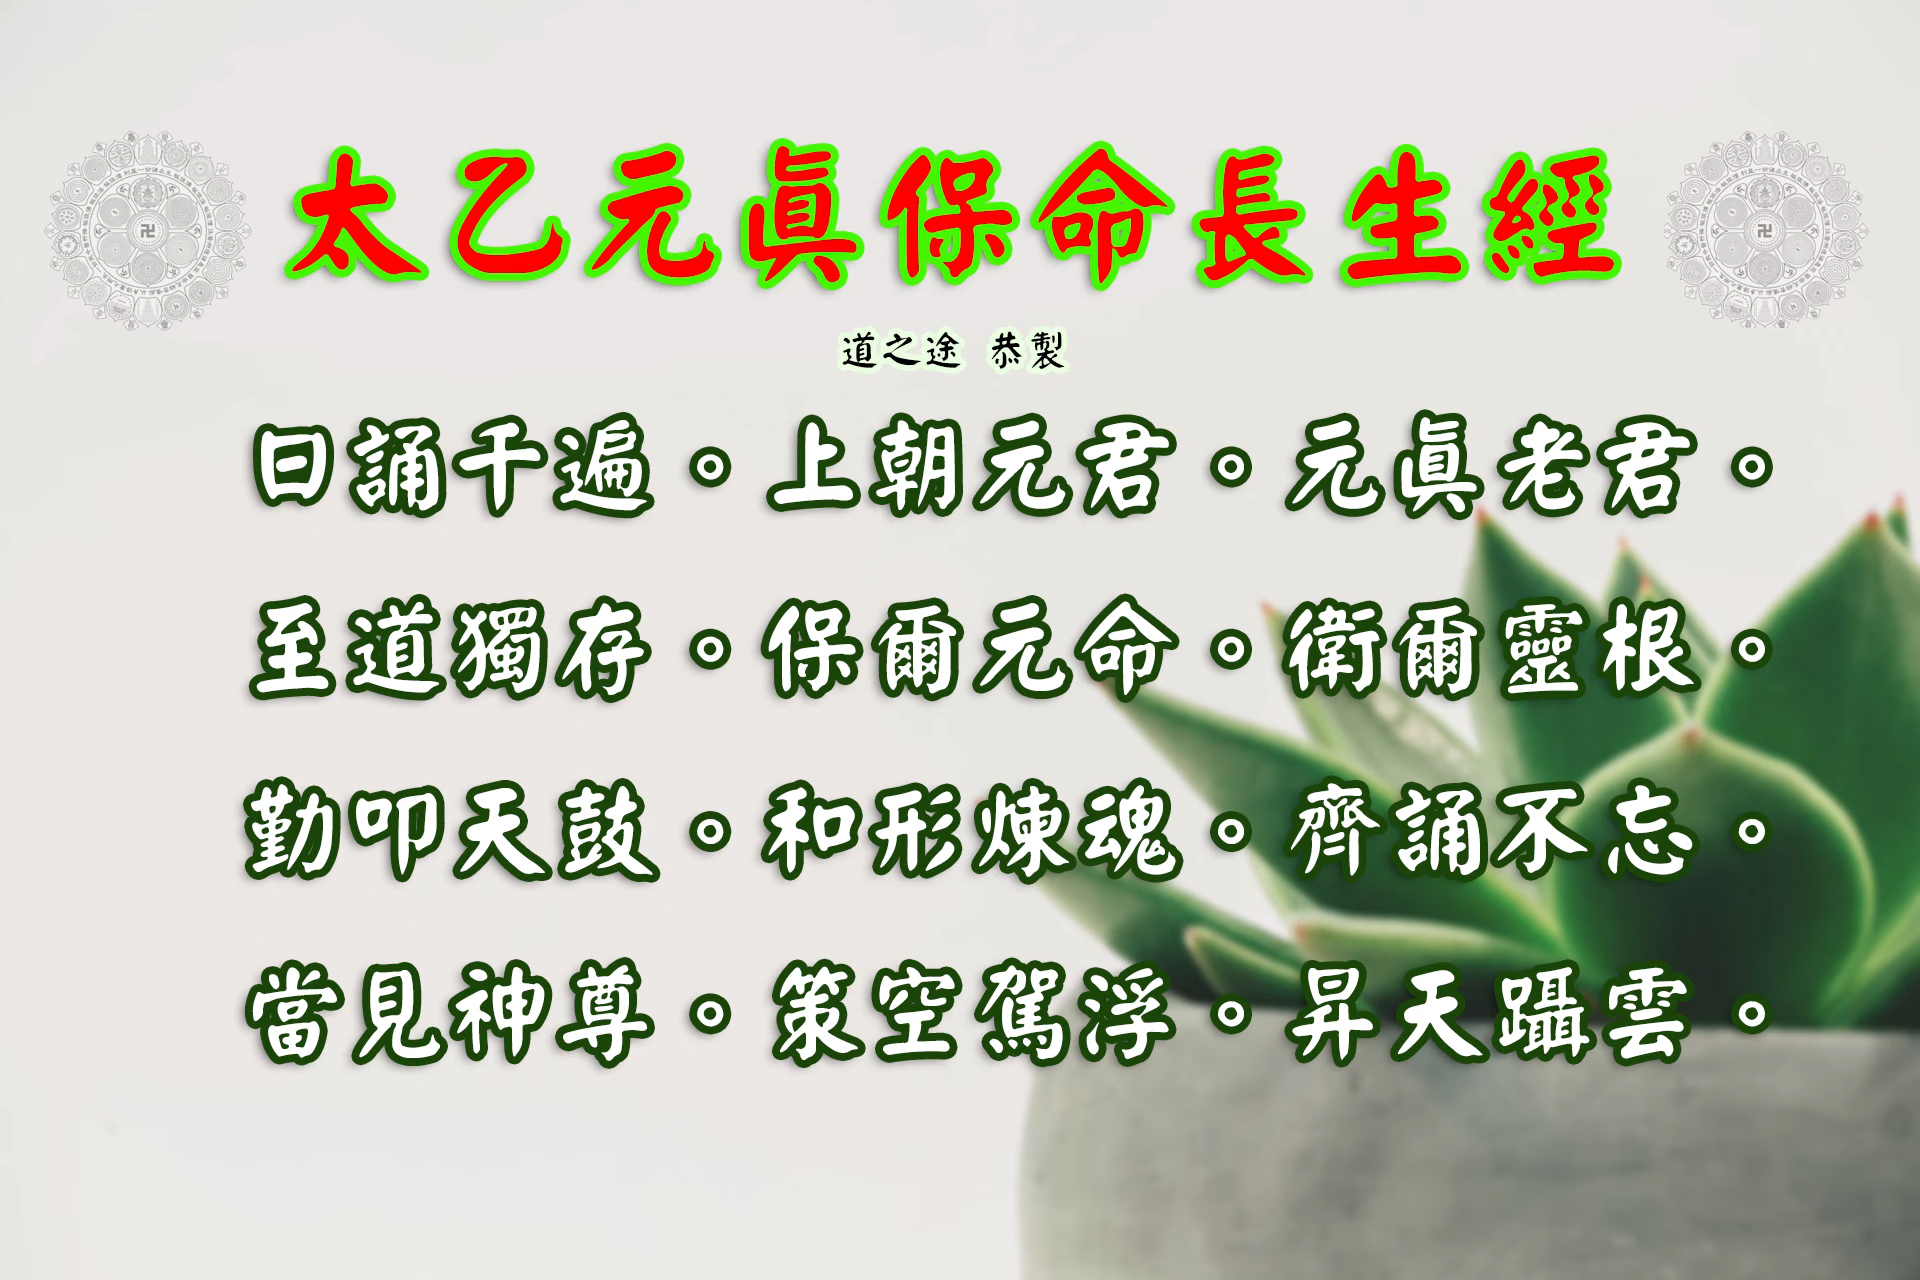 太乙元眞保命長生經
道之途 恭製
日誦千遍。上朝元君。元眞老君。
至道獨存。保爾元命。衛爾靈根。
勤叩天鼓。和形煉魂。齊誦不忘。
當見神尊。策空駕浮。昇天躡雲。